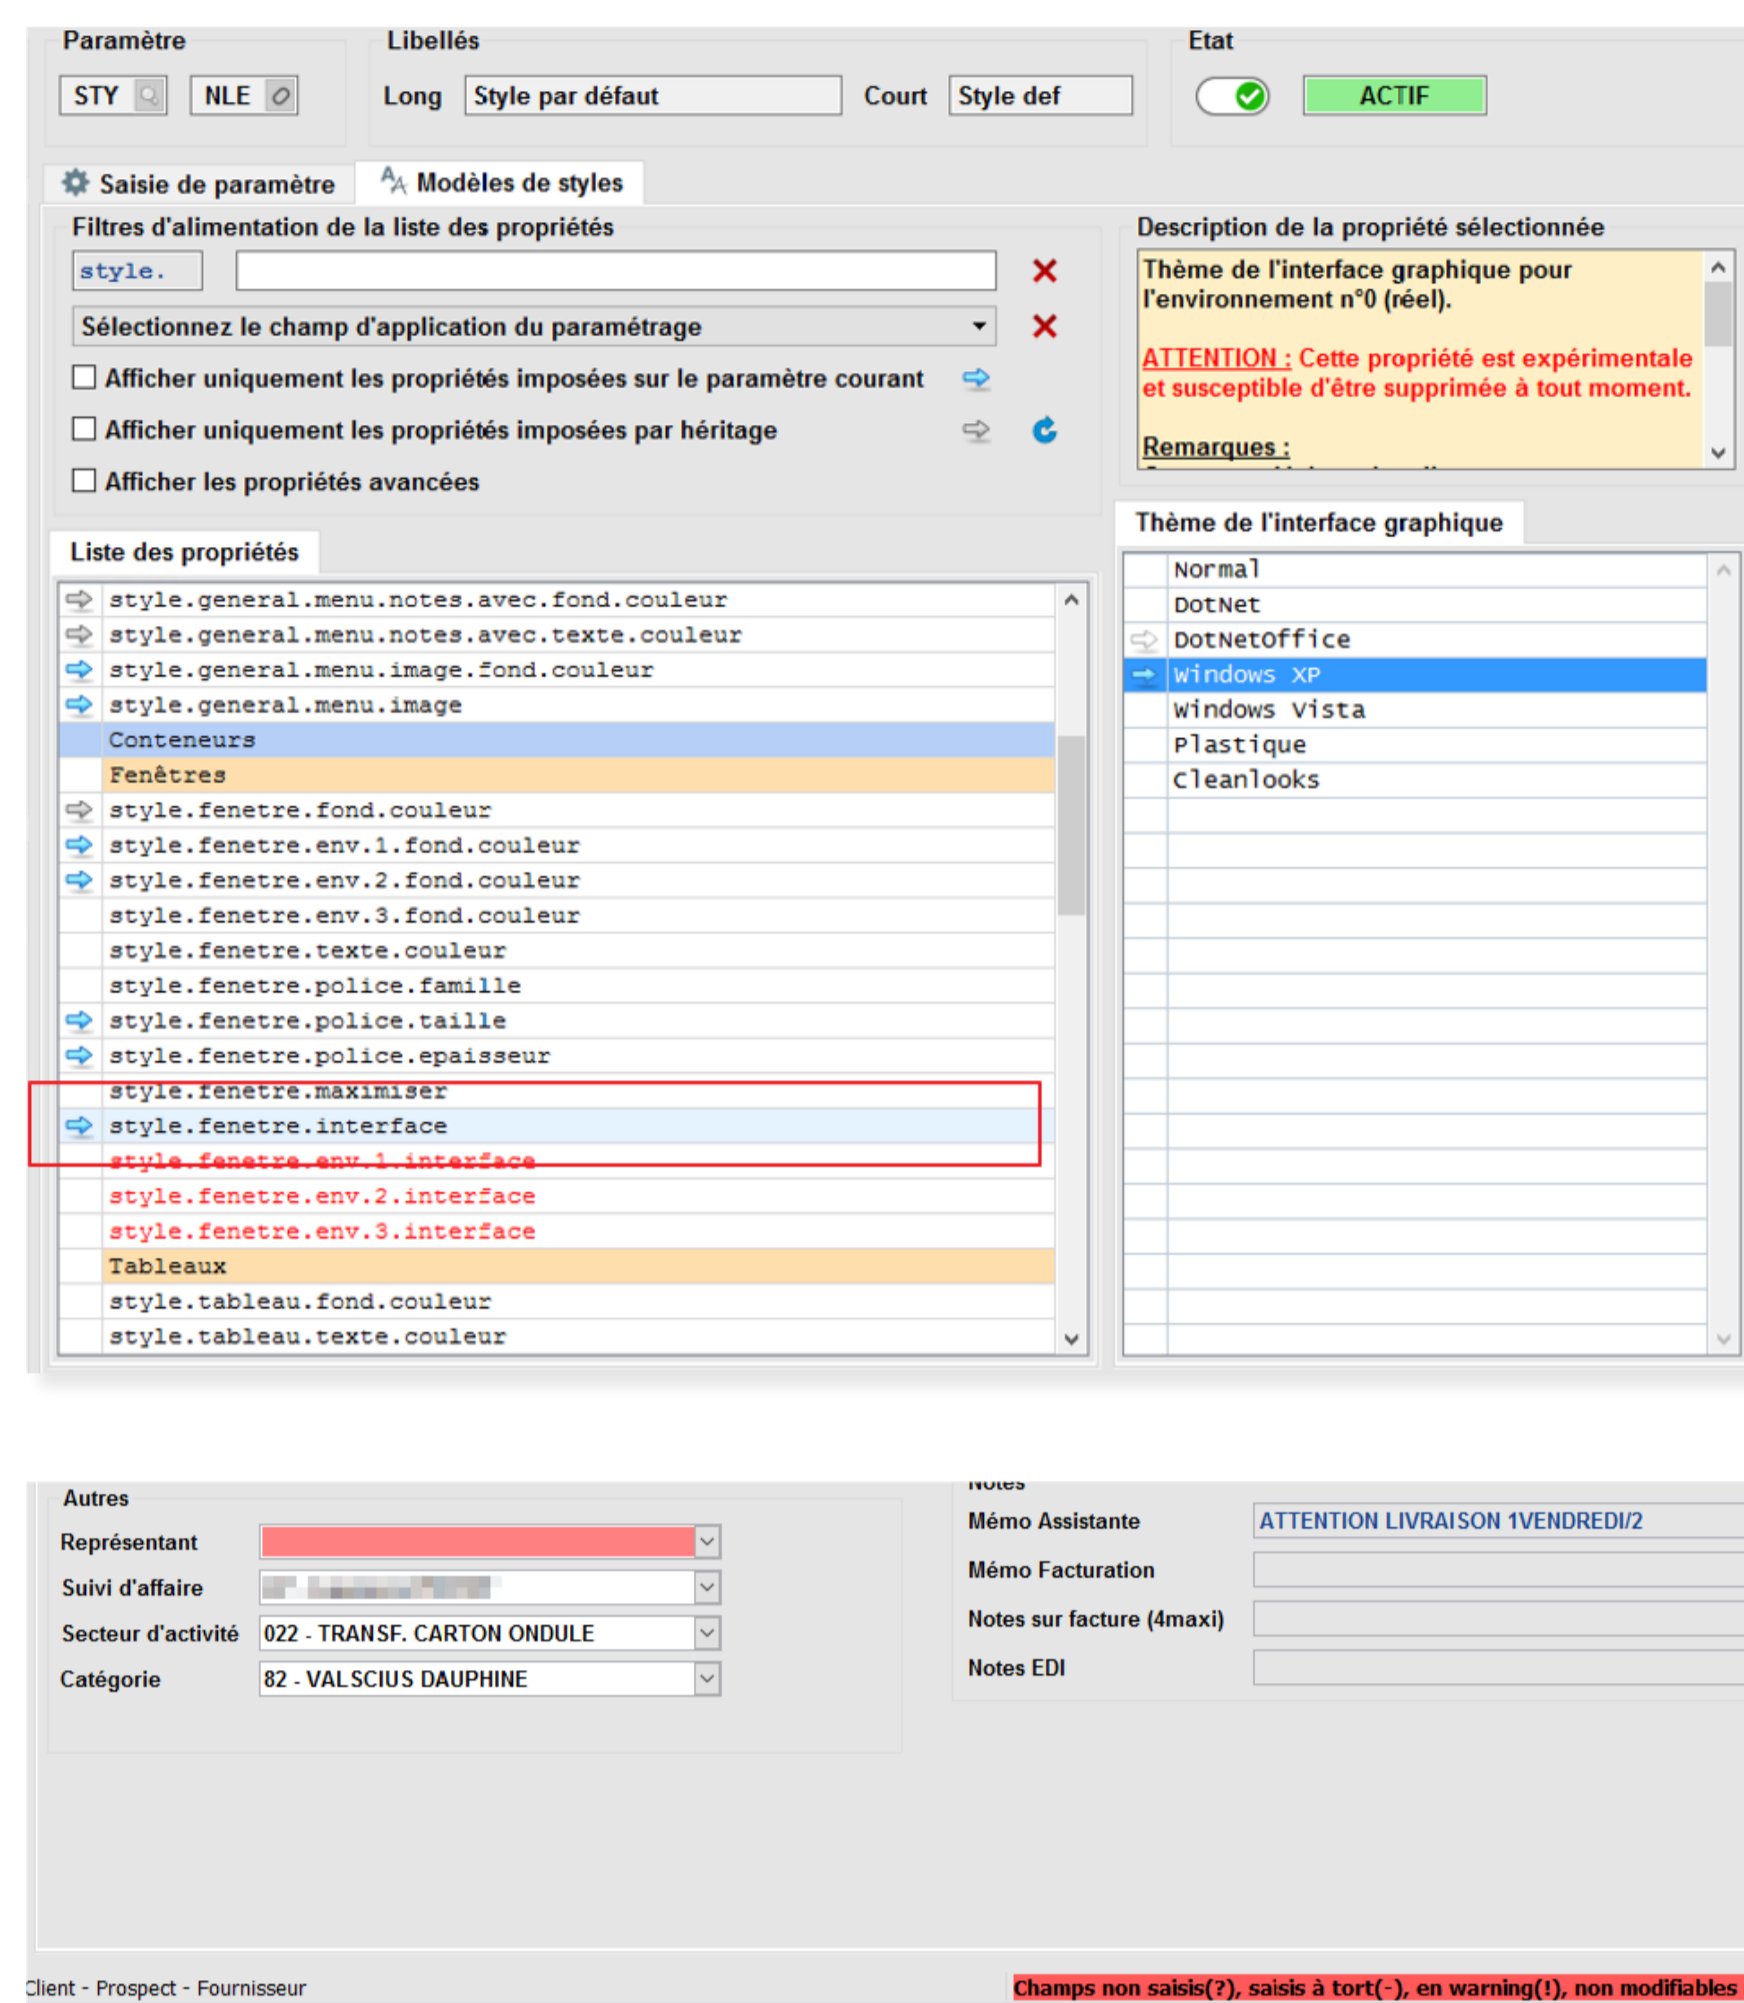 Paramètre
Libellés
Etat
STY
NLE
Long
Style par défaut
Court
Style def
ACTIF
Saisie de paramètre
Modèles de styles
Filtres d'alimentation de la liste des propriétés
style.
Sélectionnez le champ d'application du paramétrage
Afficher uniquement les propriétés imposées sur le paramètre courant
Afficher uniquement les propriétés imposées par héritage
Afficher les propriétés avancées
Description de la propriété sélectionnée
Thème de l'interface graphique pour
l'environnement n°0 (réel).
ATTENTION : Cette propriété est expérimentale
et susceptible d'être supprimée à tout moment.
Remarques :
Liste des propriétés
style.general.menu.notes.avec.fond.couleur
style.general.menu.notes.avec.texte.couleur
style.general.menu.image.fond.couleur
style.general.menu.image
Conteneurs
Fenêtres
style.fenetre.fond.couleur
style.fenetre.env.1.fond.couleur
style.fenetre.env.2.fond.couleur
style.fenetre.env.3.fond.couleur
style.fenetre.texte.couleur
style.fenetre.police.famille
style.fenetre.police.taille
style.fenetre.police.epaisseur
style.fenetre.maximiser
style.fenetre.interface
style.fenetre.env.1.interface
style.fenetre.env.2.interface
style.fenetre.env.3.interface
Tableaux
style.tableau.fond.couleur
style.tableau.texte.couleur
Thème de l'interface graphique
Normal
DotNet
DotNetOffice
Windows XP
Windows Vista
Plastique
Cleanlooks
Autres
Représentant
Suivi d'affaire
Secteur d'activité
022 - TRANSF. CARTON ONDULE
Catégorie
82 - VALSCIUS DAUPHINE
Notes
Mémo Assistante
ATTENTION LIVRAISON 1VENDREDI/2
Mémo Facturation
Notes sur facture (4maxi)
Notes EDI
Client - Prospect - Fournisseur
Champs non saisis(?), saisis à tort(-), en warning(!), non modifiables